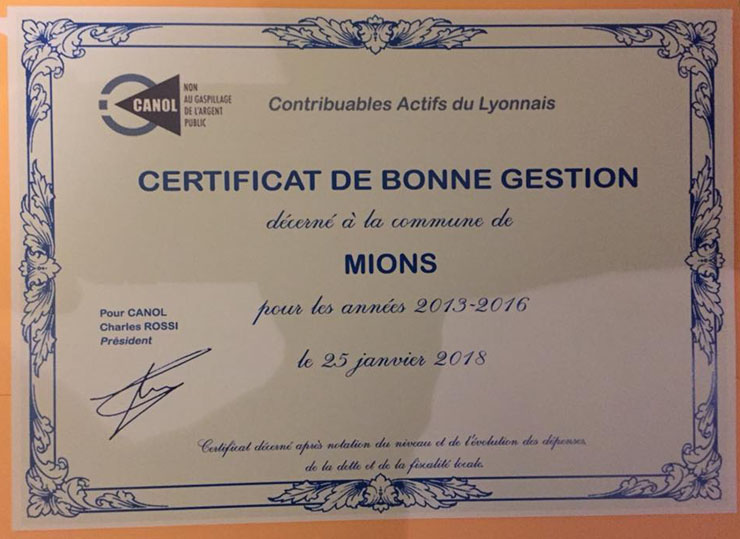 CANOL
NON
AU GASPILLAGE
DE L'ARGENT
PUBLIC
Contribuables Actifs du Lyonnais
CERTIFICAT DE BONNE GESTION
décerné à la commune de
MIONS
pour les années 2013-2016
Pour CANOL
Charles ROSSI
Président
le 25 janvier 2018
Certificat décerné après notation du niveau et de l'évolution des dépenses,
de la dette et de la fiscalité locale.